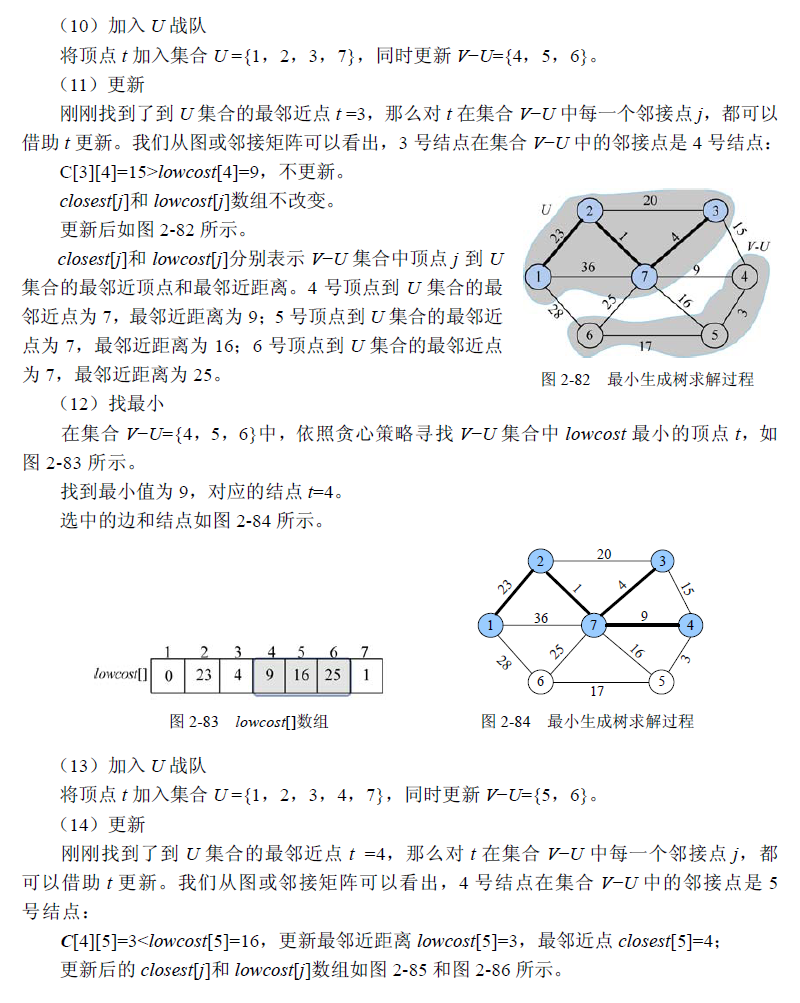 （10）加入 U 战队
将顶点 t 加入集合 U ={1，2，3，7}，同时更新 V−U={4，5，6}。
（11）更新
刚刚找到了到 U 集合的最邻近点 t =3，那么对 t 在集合 V−U 中每一个邻接点 j，都可以
借助 t 更新。我们从图或邻接矩阵可以看出，3 号结点在集合 V−U 中的邻接点是 4 号结点：
C[3][4]=15>lowcost[4]=9，不更新。
closest[j]和 lowcost[j]数组不改变。
更新后如图 2-82 所示。
closest[j]和 lowcost[j]分别表示 V−U 集合中顶点 j 到 U
集合的最邻近顶点和最邻近距离。4 号顶点到 U 集合的最
邻近点为 7，最邻近距离为 9；5 号顶点到 U 集合的最邻近
点为 7，最邻近距离为 16；6 号顶点到 U 集合的最邻近点
为 7，最邻近距离为 25。
U
2
20
3
15
V-U
23
1
4
1
36
7
9
4
28
25
16
3
6
17
5
图 2-82 最小生成树求解过程
（12）找最小
在集合 V−U={4，5，6}中，依照贪心策略寻找 V−U 集合中 lowcost 最小的顶点 t，如
图 2-83 所示。
找到最小值为 9，对应的结点 t=4。
选中的边和结点如图 2-84 所示。
1 2 3 4 5 6 7
lowcost[] 0 23 4 9 16 25 1
图 2-83 lowcost[]数组
2
20
3
23
1
4
15
1
36
7
9
4
28
25
16
3
6
17
5
图 2-84 最小生成树求解过程
（13）加入 U 战队
将顶点 t 加入集合 U ={1，2，3，4，7}，同时更新 V−U={5，6}。
（14）更新
刚刚找到了到 U 集合的最邻近点 t =4，那么对 t 在集合 V−U 中每一个邻接点 j，都
可以借助 t 更新。我们从图或邻接矩阵可以看出，4 号结点在集合 V−U 中的邻接点是 5
号结点：
C[4][5]=3<lowcost[5]=16，更新最邻近距离 lowcost[5]=3，最邻近点 closest[5]=4；
更新后的 closest[j]和 lowcost[j]数组如图 2-85 和图 2-86 所示。